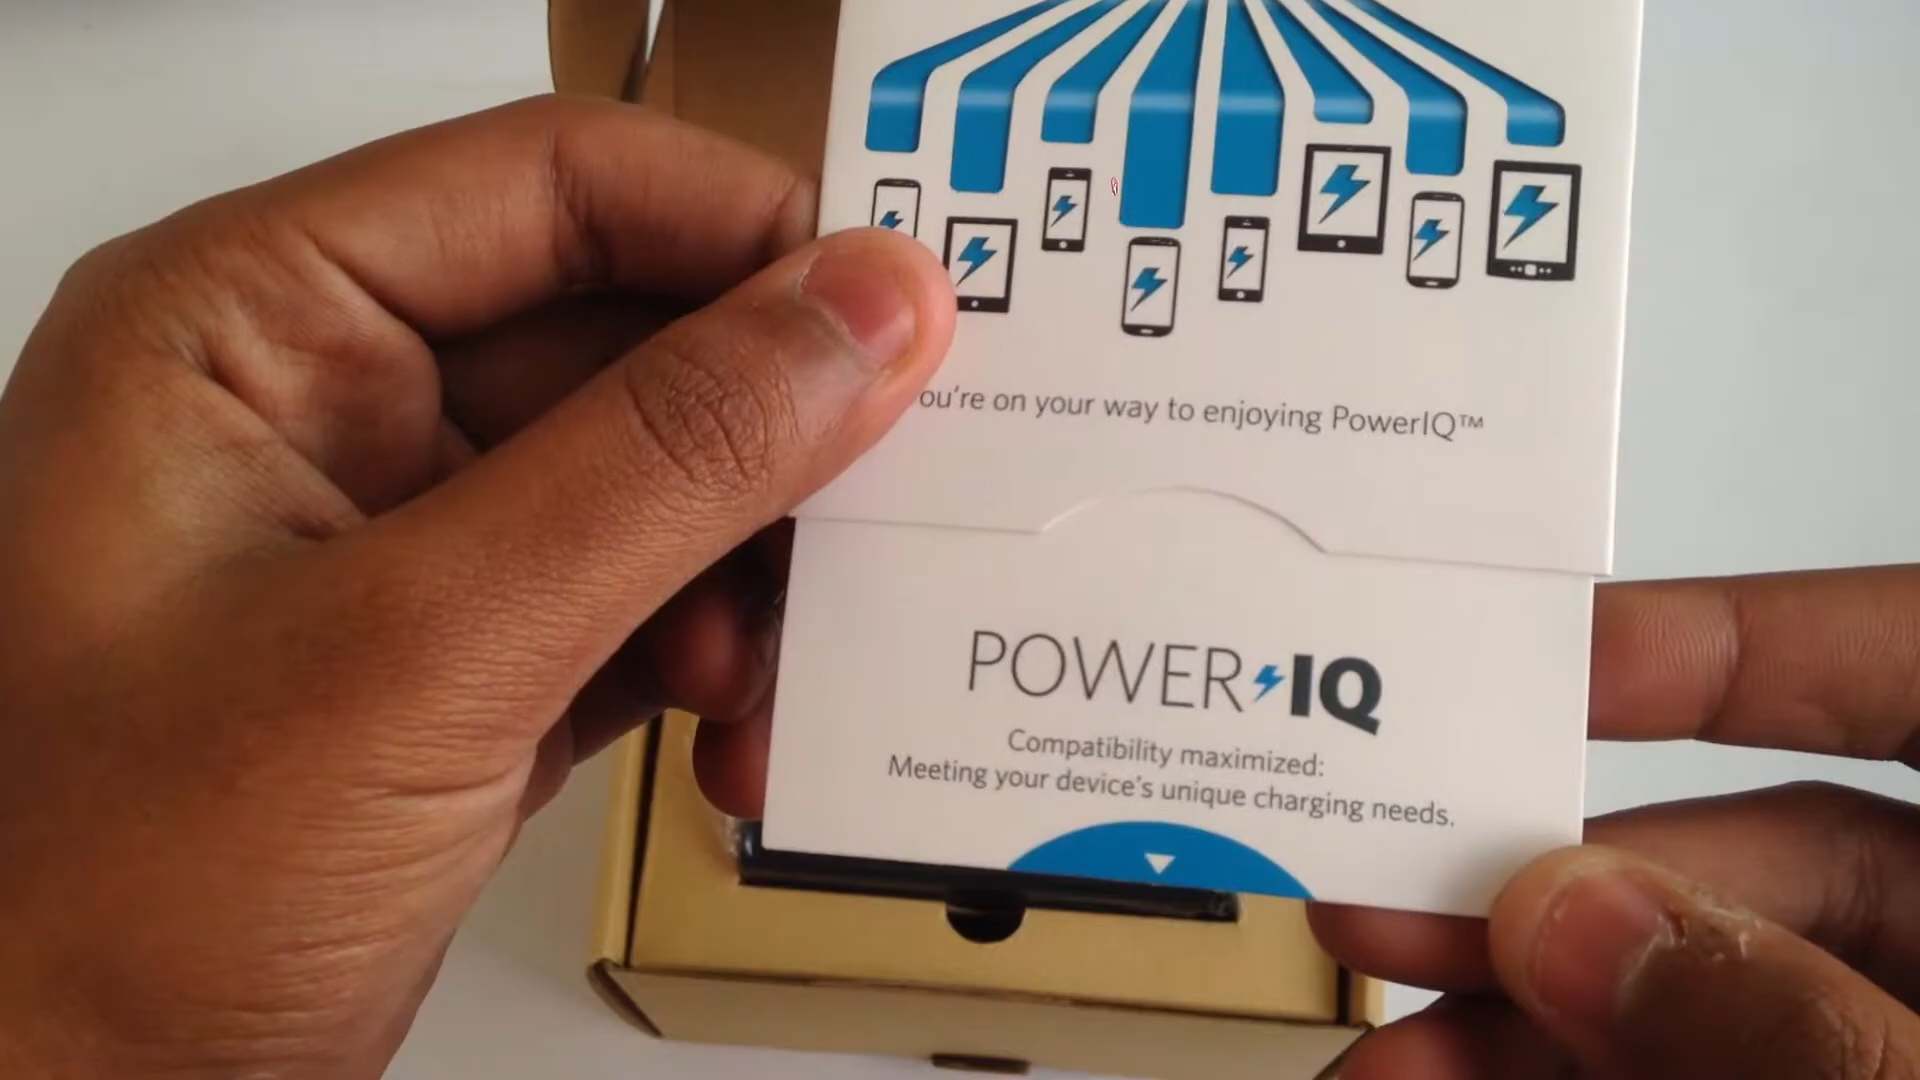 ou're on your way to enjoying PowerIQ™
POWER IQ
Compatibility maximized:
Meeting your device's unique charging needs.